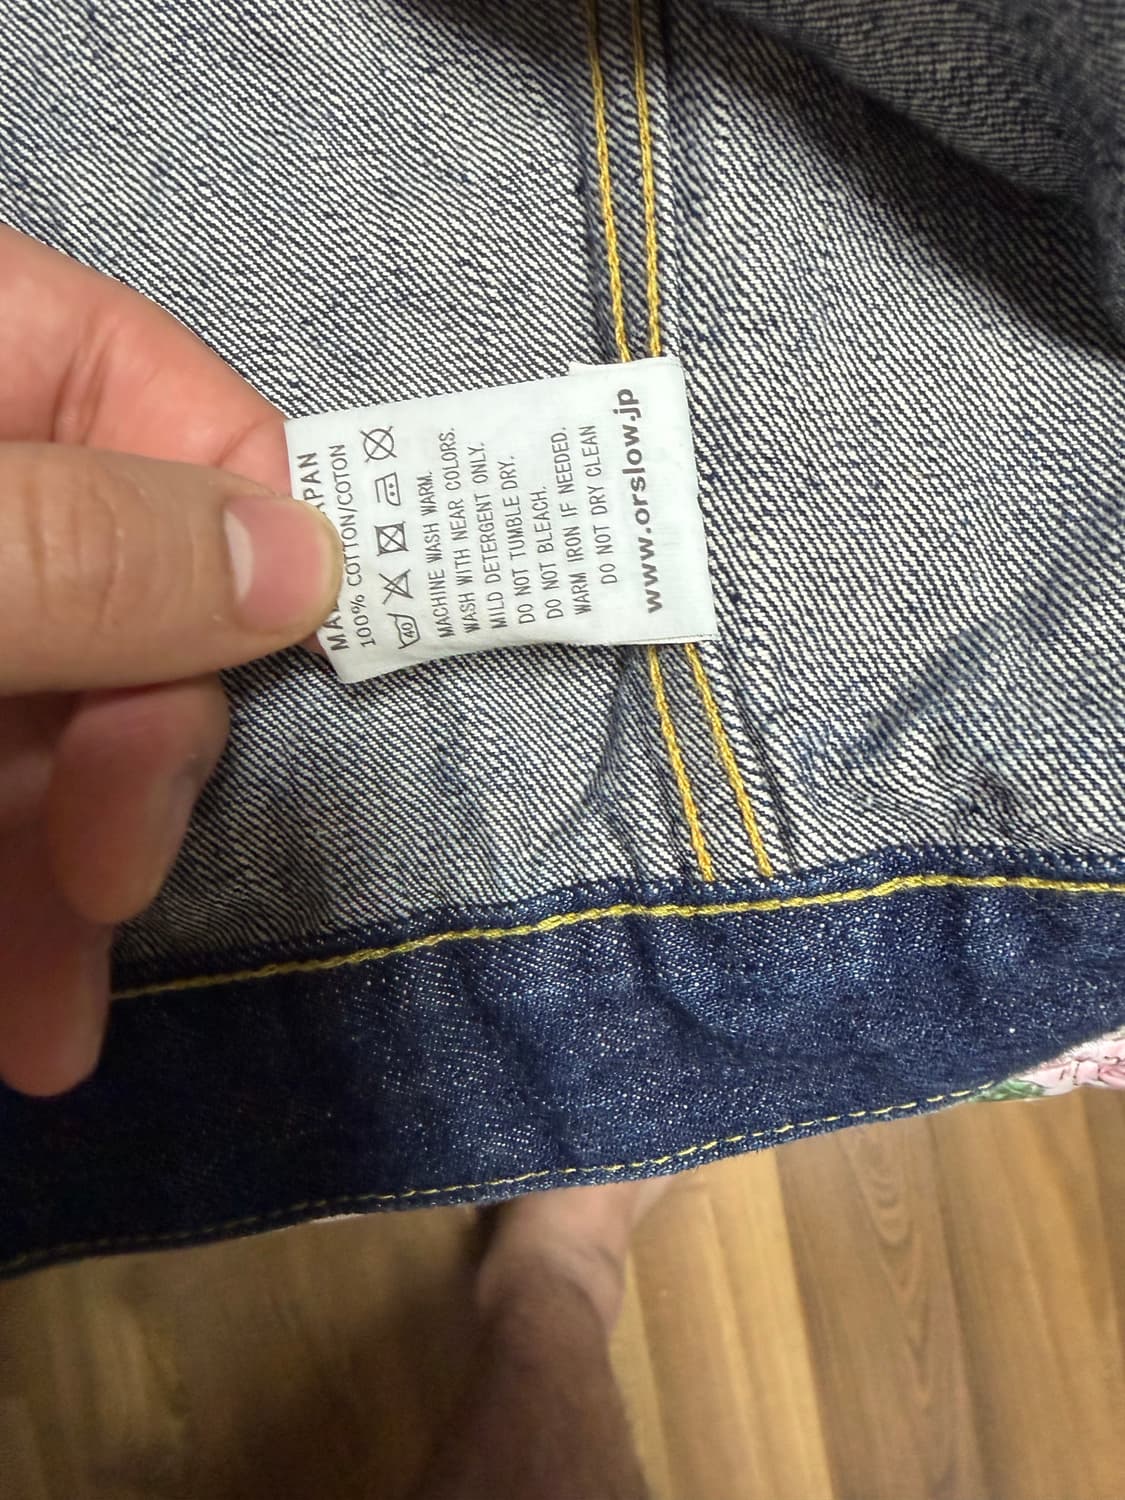 100% COTTON/COTON
40
MACHINE WASH WARM.
WASH WITH NEAR COLORS.
MILD DETERGENT ONLY.
DO NOT TUMBLE DRY.
DO NOT BLEACH.
WARM IRON IF NEEDED.
DO NOT DRY CLEAN
www.orslow.jp